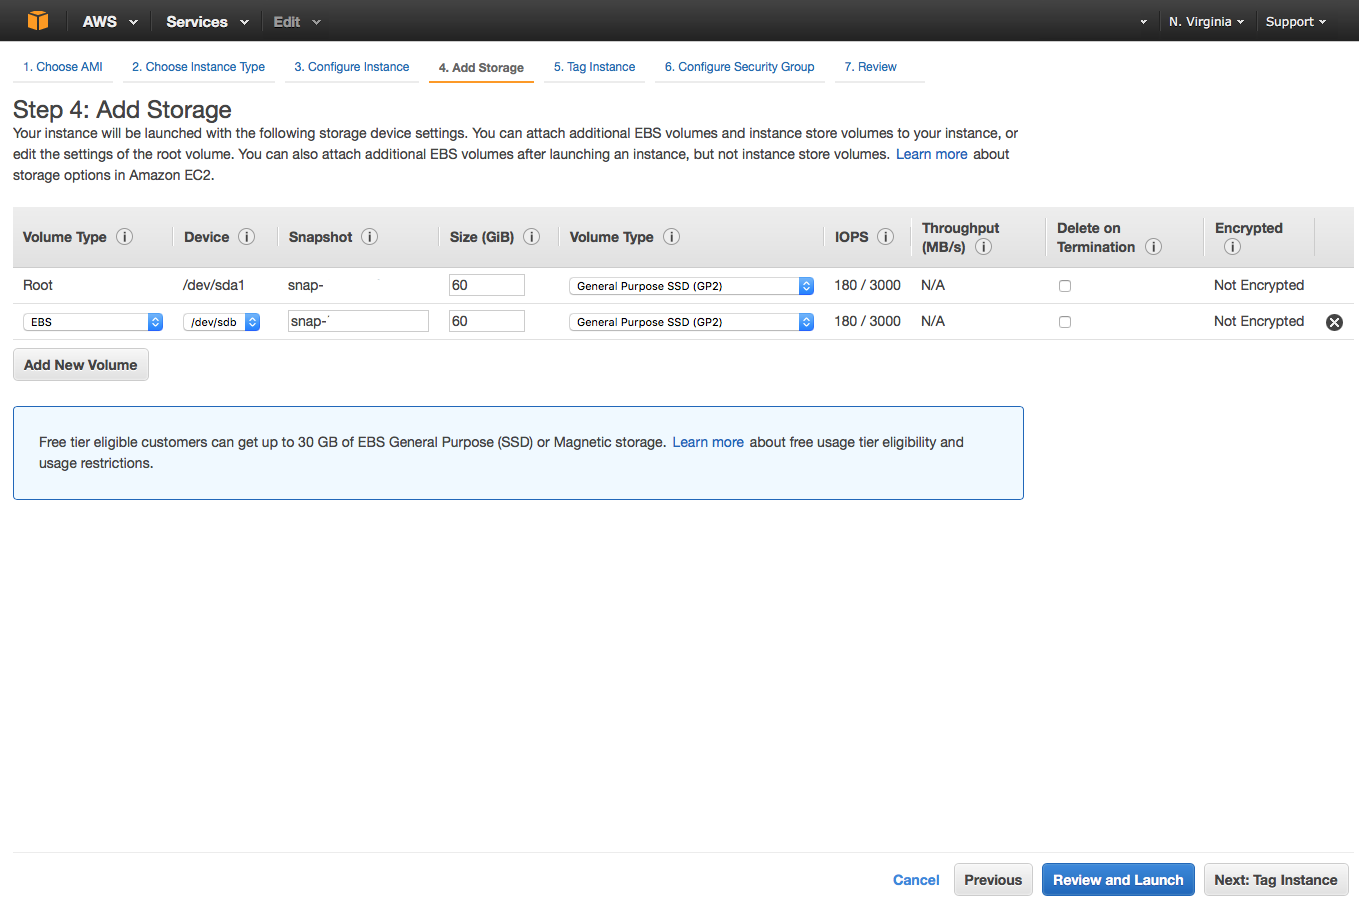 AWS Services Edit N. Virginia Support
1. Choose AMI 2. Choose Instance Type 3. Configure Instance 4. Add Storage 5. Tag Instance 6. Configure Security Group 7. Review
Step 4: Add Storage
Your instance will be launched with the following storage device settings. You can attach additional EBS volumes and instance store volumes to your instance, or
edit the settings of the root volume. You can also attach additional EBS volumes after launching an instance, but not instance store volumes. Learn more about
storage options in Amazon EC2.
Volume Type Device Snapshot Size (GiB) Volume Type IOPS Throughput (MB/s) Delete on Termination Encrypted
Root /dev/sda1 snap- 60 General Purpose SSD (GP2) 180 / 3000 N/A Not Encrypted
EBS /dev/sdb snap- 60 General Purpose SSD (GP2) 180 / 3000 N/A Not Encrypted
Add New Volume
Free tier eligible customers can get up to 30 GB of EBS General Purpose (SSD) or Magnetic storage. Learn more about free usage tier eligibility and
usage restrictions.
Cancel Previous Review and Launch Next: Tag Instance